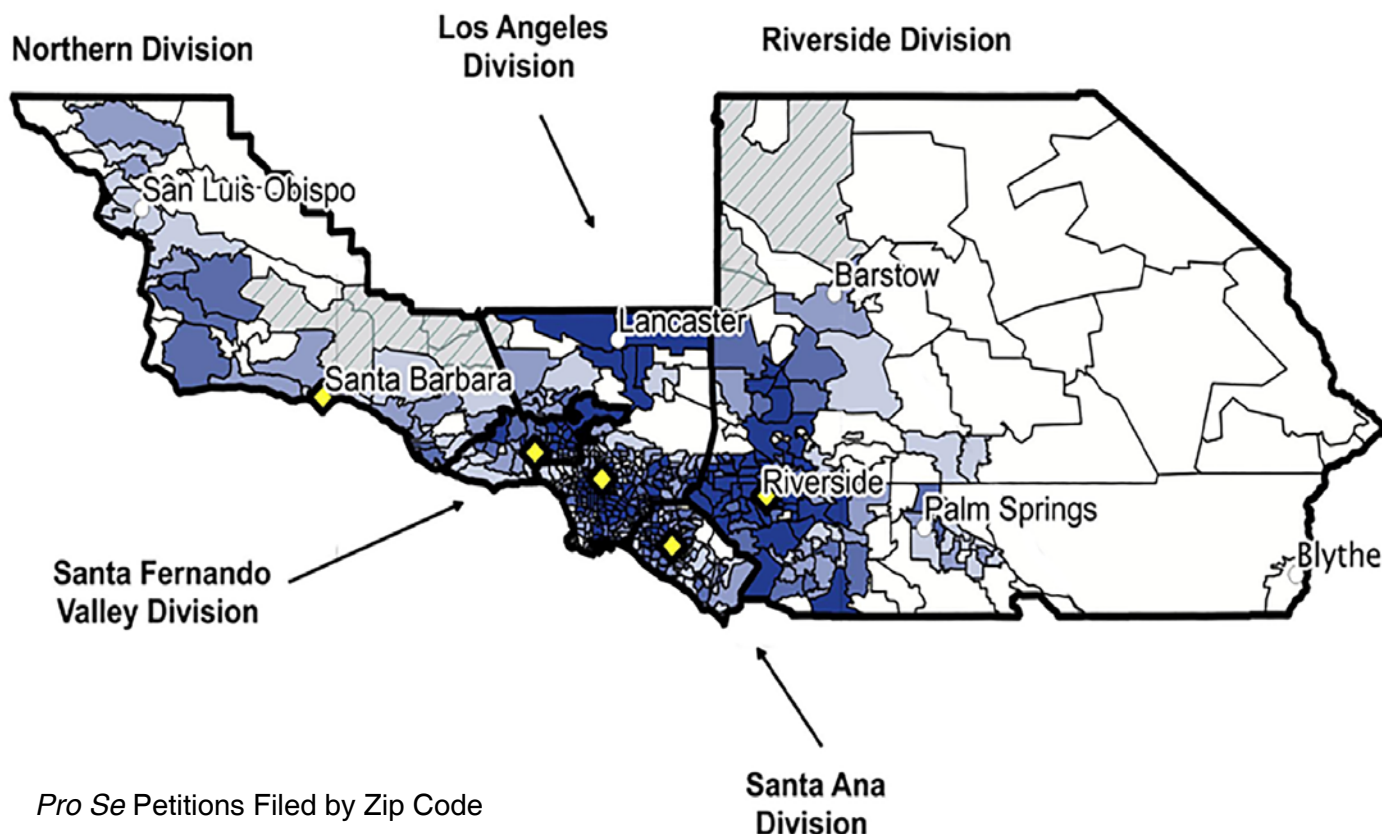 Los Angeles
Division
Northern Division
Riverside Division
San Luis Obispo
Barstow
Lancaster
Santa Barbara
Riverside
Palm Springs
Blythe
Santa Fernando
Valley Division
Santa Ana
Division
Pro Se Petitions Filed by Zip Code